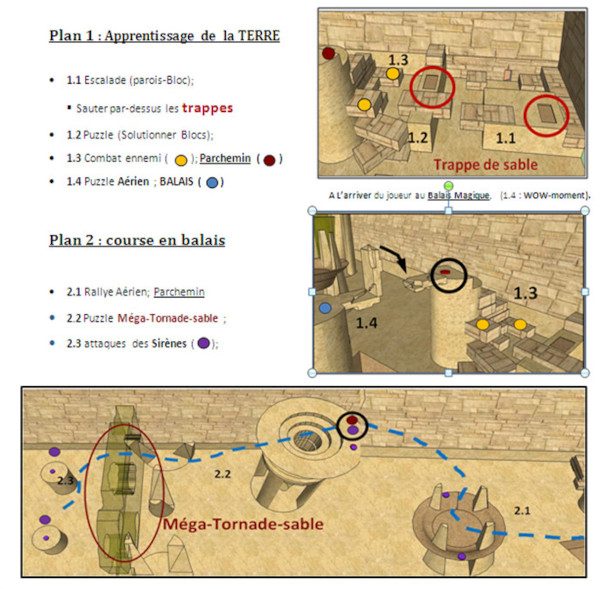 Plan 1 : Apprentissage de la TERRE
• 1.1 Escalade (parois-Bloc);
▪ Sauter par-dessus les trappes
• 1.2 Puzzle (Solutionner Blocs);
• 1.3 Combat ennemi ( ); Parchemin ( )
• 1.4 Puzzle Aérien ; BALAIS ( )
1.3
1.2
1.1
Trappe de sable
A L'arriver du joueur au Balais Magique, (1.4 : WOW-moment).
Plan 2 : course en balais
• 2.1 Rallye Aérien; Parchemin
• 2.2 Puzzle Méga-Tornade-sable ;
• 2.3 attaques des Sirènes ( );
1.3
1.4
2.3
2.2
2.1
Méga-Tornade-sable